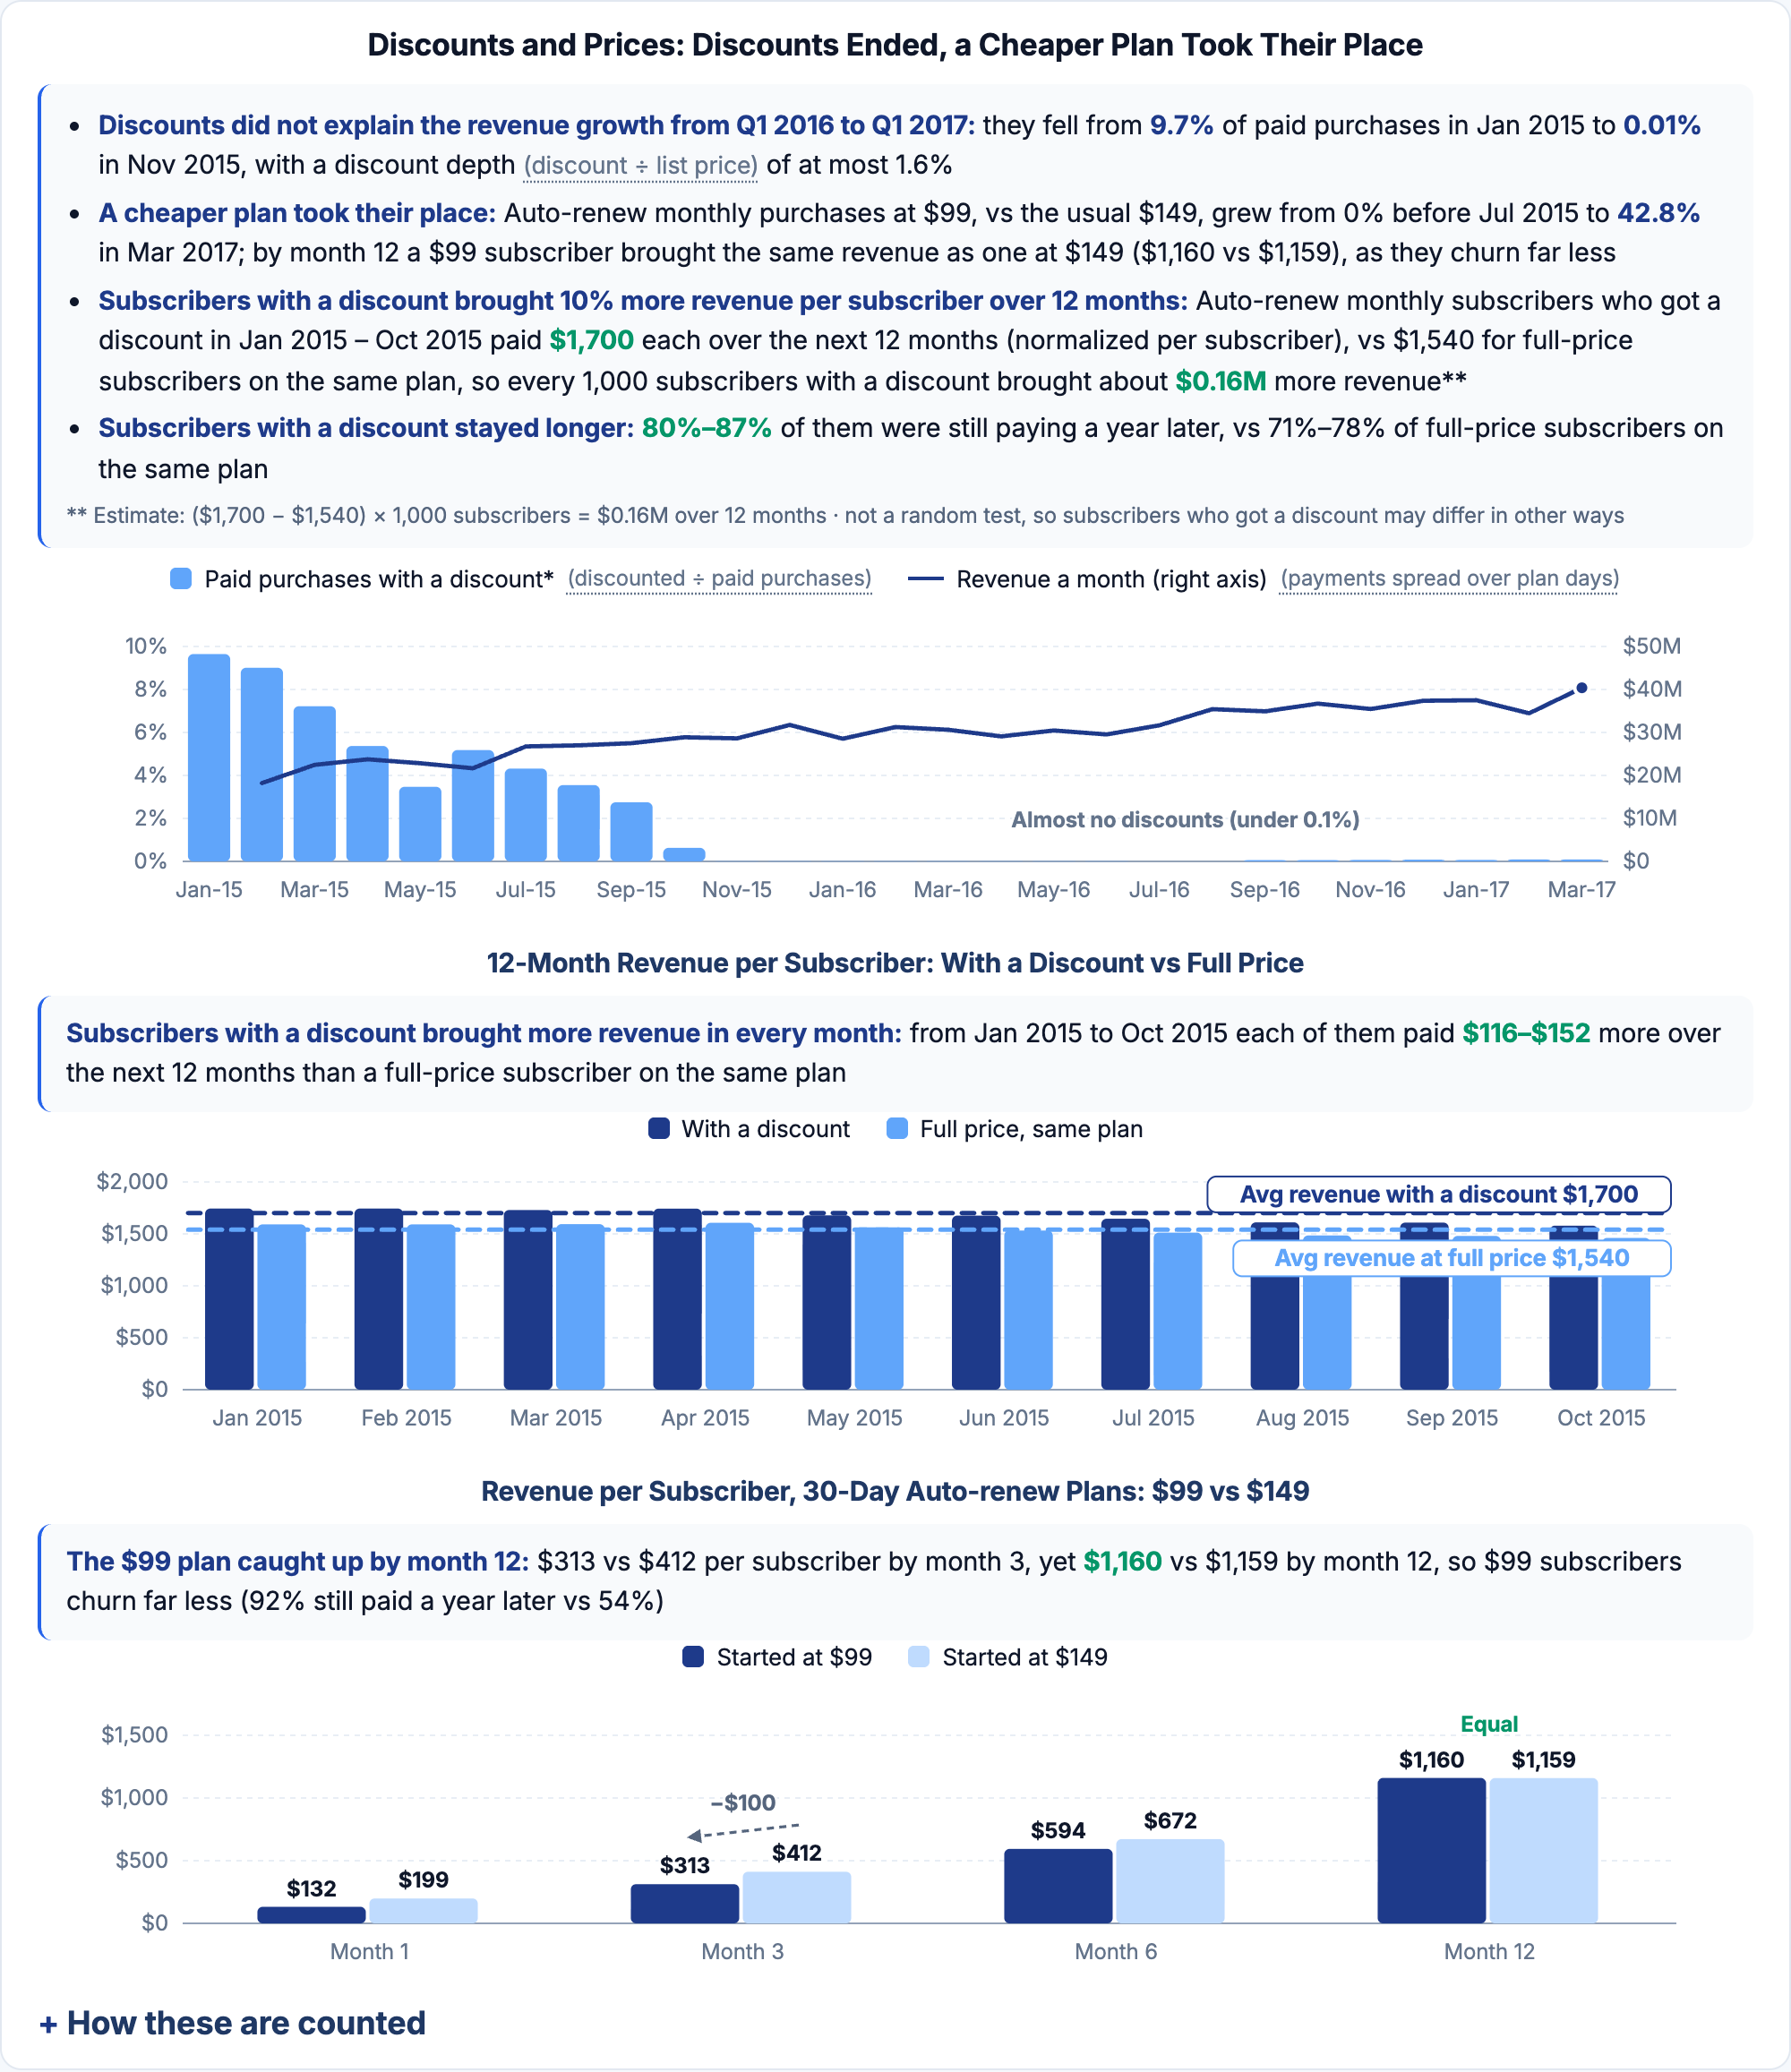 Discounts and Prices: Discounts Ended, a Cheaper Plan Took Their Place
• Discounts did not explain the revenue growth from Q1 2016 to Q1 2017: they fell from 9.7% of paid purchases in Jan 2015 to 0.01%
in Nov 2015, with a discount depth (discount ÷ list price) of at most 1.6%
• A cheaper plan took their place: Auto-renew monthly purchases at $99, vs the usual $149, grew from 0% before Jul 2015 to 42.8%
in Mar 2017; by month 12 a $99 subscriber brought the same revenue as one at $149 ($1,160 vs $1,159), as they churn far less
• Subscribers with a discount brought 10% more revenue per subscriber over 12 months: Auto-renew monthly subscribers who got a
discount in Jan 2015 – Oct 2015 paid $1,700 each over the next 12 months (normalized per subscriber), vs $1,540 for full-price
subscribers on the same plan, so every 1,000 subscribers with a discount brought about $0.16M more revenue**
• Subscribers with a discount stayed longer: 80%–87% of them were still paying a year later, vs 71%–78% of full-price subscribers on
the same plan
** Estimate: ($1,700 − $1,540) × 1,000 subscribers = $0.16M over 12 months · not a random test, so subscribers who got a discount may differ in other ways
Paid purchases with a discount* (discounted ÷ paid purchases) Revenue a month (right axis) (payments spread over plan days)
10% $50M
8% $40M
6% $30M
4% $20M
2% Almost no discounts (under 0.1%) $10M
0% $0
Jan-15 Mar-15 May-15 Jul-15 Sep-15 Nov-15 Jan-16 Mar-16 May-16 Jul-16 Sep-16 Nov-16 Jan-17 Mar-17
12-Month Revenue per Subscriber: With a Discount vs Full Price
Subscribers with a discount brought more revenue in every month: from Jan 2015 to Oct 2015 each of them paid $116–$152 more over
the next 12 months than a full-price subscriber on the same plan
With a discount Full price, same plan
$2,000
Avg revenue with a discount $1,700
$1,500
Avg revenue at full price $1,540
$1,000
$500
$0
Jan 2015 Feb 2015 Mar 2015 Apr 2015 May 2015 Jun 2015 Jul 2015 Aug 2015 Sep 2015 Oct 2015
Revenue per Subscriber, 30-Day Auto-renew Plans: $99 vs $149
The $99 plan caught up by month 12: $313 vs $412 per subscriber by month 3, yet $1,160 vs $1,159 by month 12, so $99 subscribers
churn far less (92% still paid a year later vs 54%)
Started at $99 Started at $149
Equal
$1,500
$1,160 $1,159
$1,000
−$100
$594 $672
$500
$313 $412
$132 $199
$0
Month 1 Month 3 Month 6 Month 12
+ How these are counted